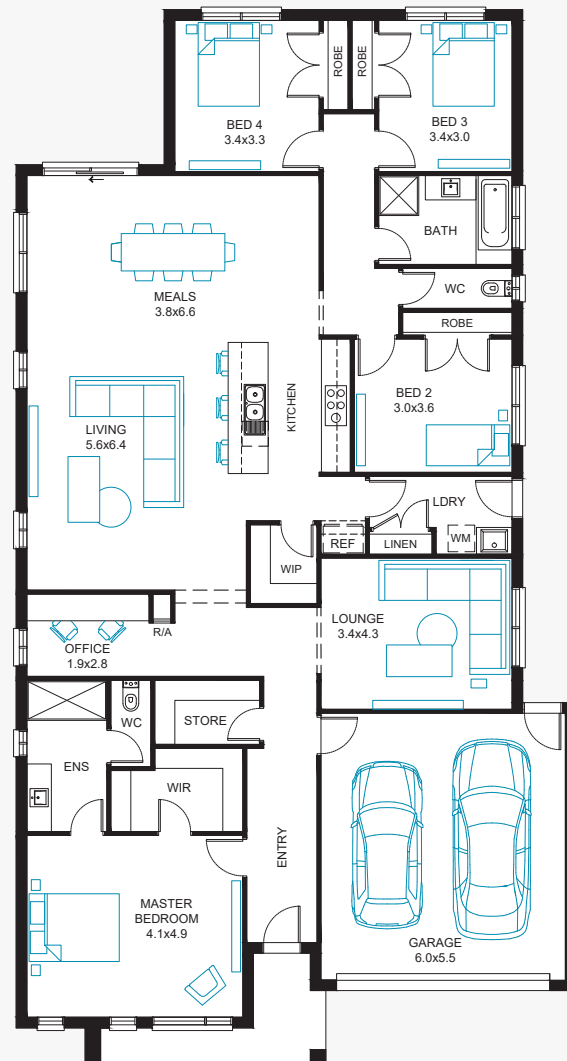 ROBE
ROBE
BED 4
3.4x3.3
BED 3
3.4x3.0
BATH
MEALS
3.8x6.6
WC
ROBE
KITCHEN
BED 2
3.0x3.6
LIVING
5.6x6.4
LDRY
REF
LINEN
WM
WIP
LOUNGE
3.4x4.3
R/A
OFFICE
1.9x2.8
WC
STORE
ENS
WIR
ENTRY
MASTER
BEDROOM
4.1x4.9
GARAGE
6.0x5.5